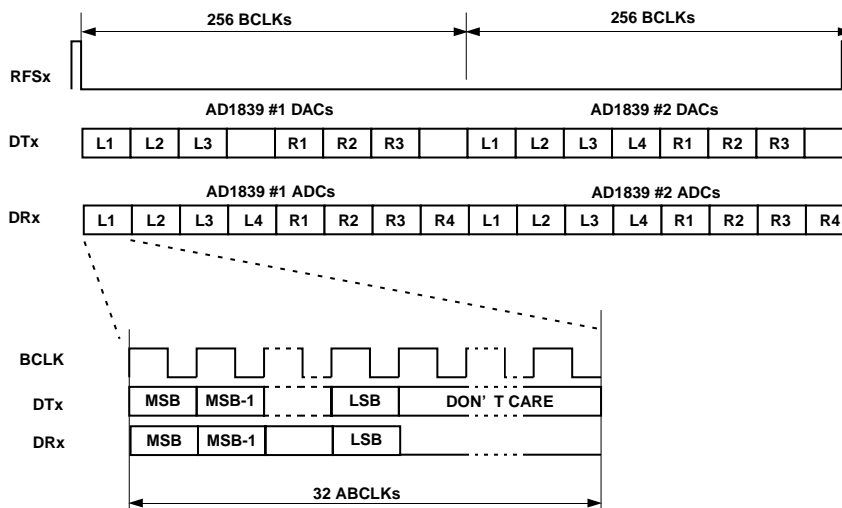 256 BCLKs 256 BCLKs
RFSx
AD1839 #1 DACs AD1839 #2 DACs
DTx L1 L2 L3 R1 R2 R3 L1 L2 L3 L4 R1 R2 R3
AD1839 #1 ADCs AD1839 #2 ADCs
DRx L1 L2 L3 L4 R1 R2 R3 R4 L1 L2 L3 L4 R1 R2 R3 R4
BCLK
DTx MSB MSB-1 LSB DON' T CARE
DRx MSB MSB-1 LSB
32 ABCLKs